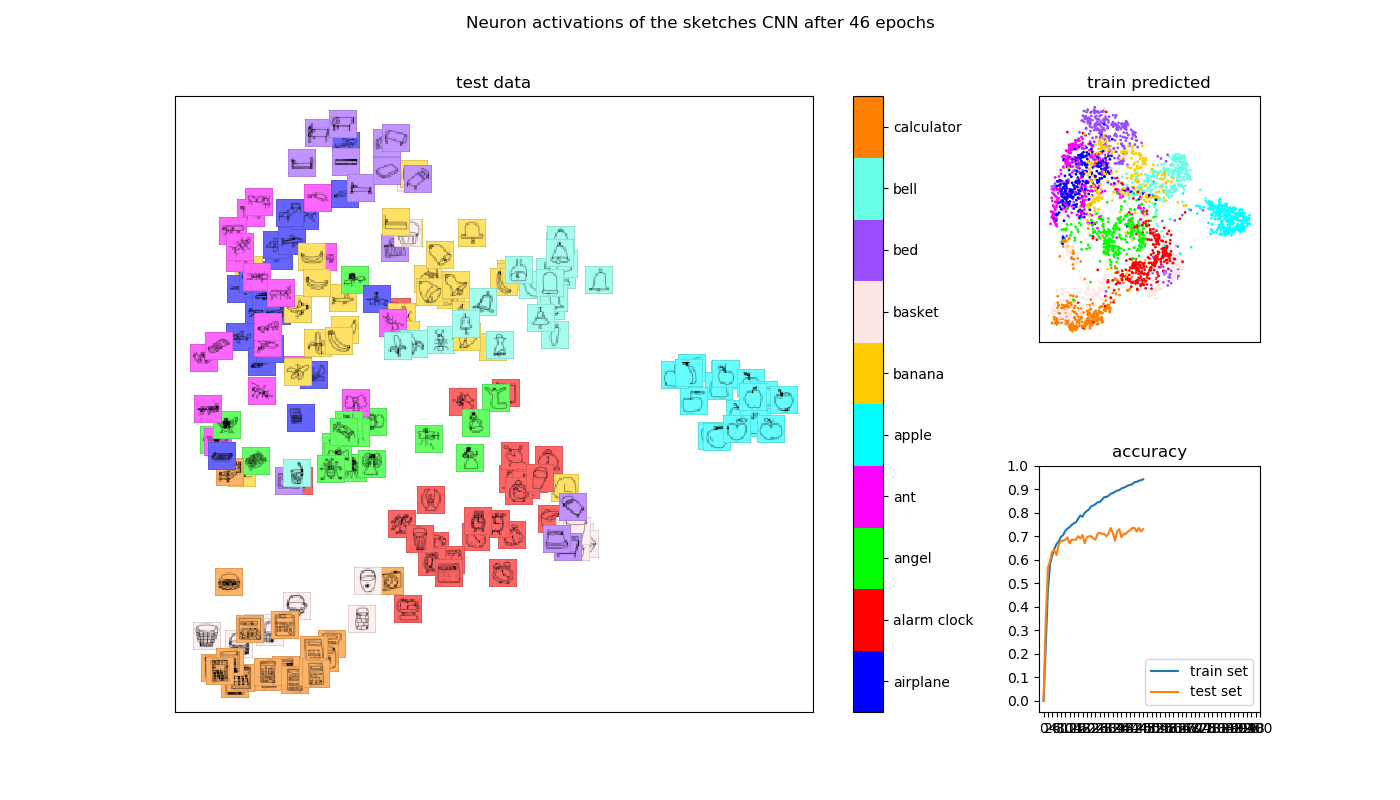 Neuron activations of the sketches CNN after 46 epochs
test data
calculator
bell
bed
basket
banana
apple
ant
angel
alarm clock
airplane
train predicted
accuracy
1.0
0.9
0.8
0.7
0.6
0.5
0.4
0.3
0.2
0.1
0.0
train set
test set